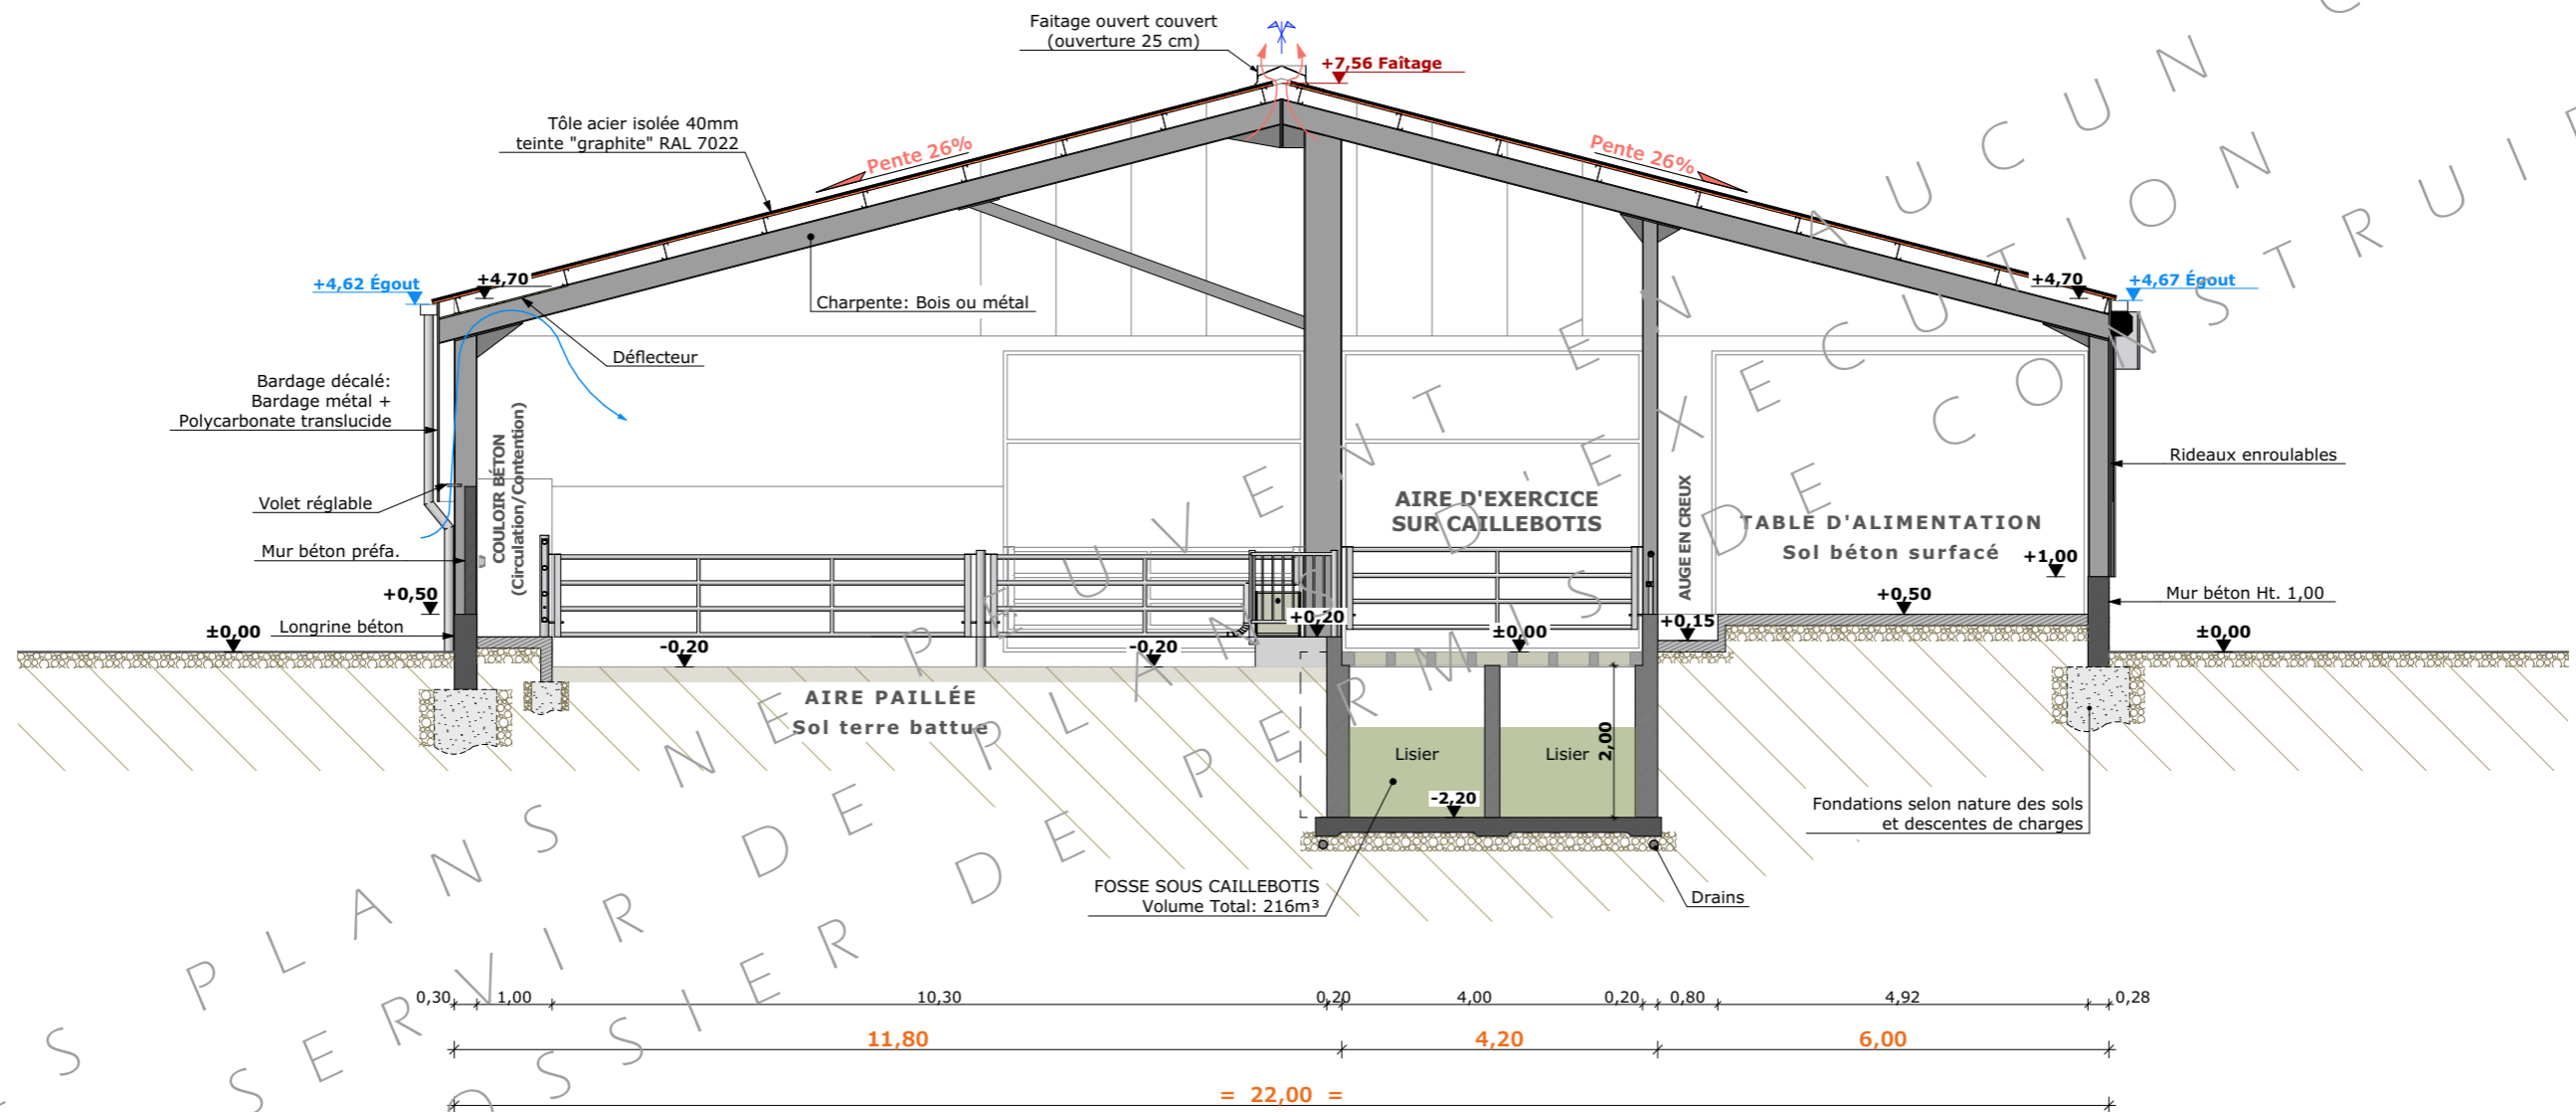 Faitage ouvert couvert
(ouverture 25 cm)
+7,56 Faîtage
Tôle acier isolée 40mm
teinte "graphite" RAL 7022
Pente 26%
Pente 26%
+4,62 Égout
+4,70
+4,70
+4,67 Égout
Charpente: Bois ou métal
Déflecteur
Bardage décalé:
Bardage métal +
Polycarbonate translucide
COULOIR BÉTON
(Circulation/Contention)
Rideaux enroulables
Volet réglable
AIRE D'EXERCICE
SUR CAILLEBOTIS
AUGE EN CREUX
TABLE D'ALIMENTATION
Sol béton surfacé
Mur béton préfa.
+1,00
+0,50
+0,50
Mur béton Ht. 1,00
±0,00
Longrine béton
+0,20
±0,00
+0,15
±0,00
-0,20
-0,20
AIRE PAILLÉE
Sol terre battue
Lisier
Lisier
2,00
-2,20
Fondations selon nature des sols
et descentes de charges
FOSSE SOUS CAILLEBOTIS
Volume Total: 216m³
Drains
0,30 1,00 10,30 0,20 4,00 0,20 0,80 4,92 0,28
11,80 4,20 6,00
= 22,00 =
S PLANS NE PEUVENT EN AUCUN C
SERVIR DE PLANS D'EXECUTION
OSSIER DE PERMIS DE CONSTRUI